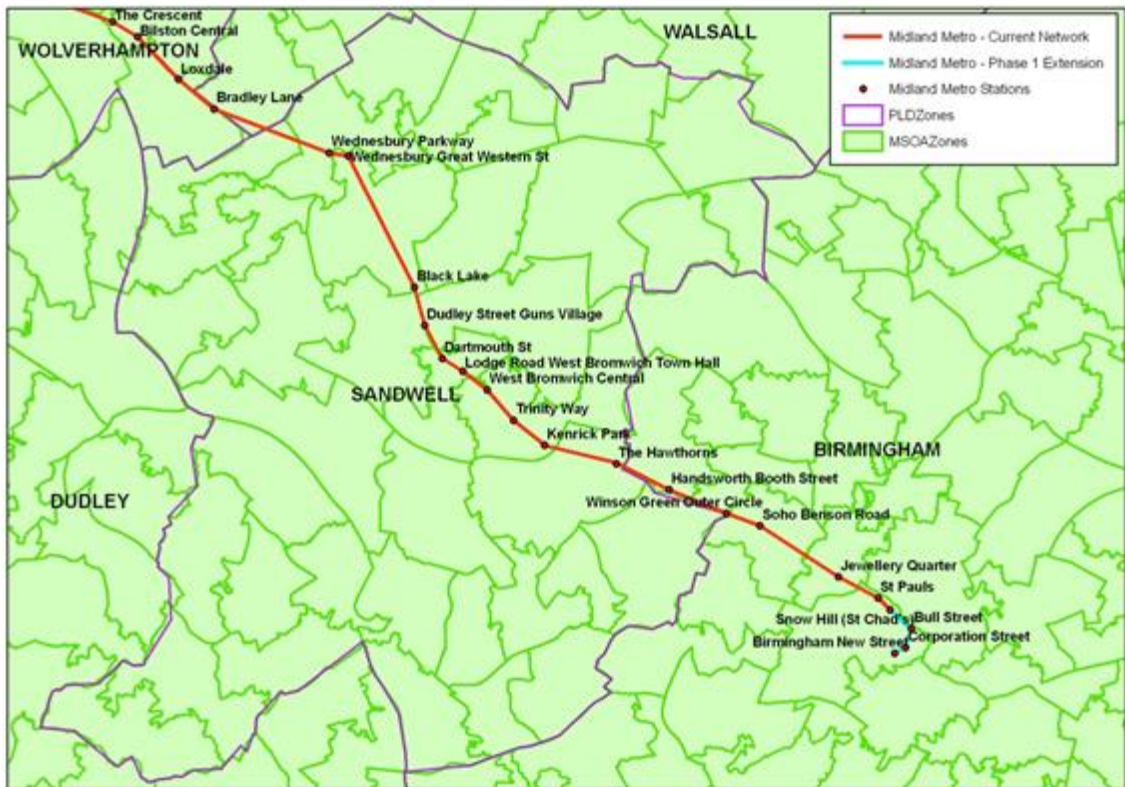 The Crescent
Bilston Central
WOLVERHAMPTON
Loxdale
Bradley Lane
WALSALL
Midland Metro - Current Network
Midland Metro - Phase 1 Extension
Midland Metro Stations
PLDZones
MSOAZones
Wednesbury Parkway
Wednesbury Great Western St
Black Lake
Dudley Street Guns Village
Dartmouth St
Lodge Road West Bromwich Town Hall
West Bromwich Central
SANDWELL
Trinity Way
Kenrick Park
The Hawthorns
BIRMINGHAM
Handsworth Booth Street
DUDLEY
Winson Green Outer Circle
Soho Benson Road
Jewellery Quarter
St Pauls
Snow Hill (St Chad's)
Bull Street
Birmingham New Street
Corporation Street